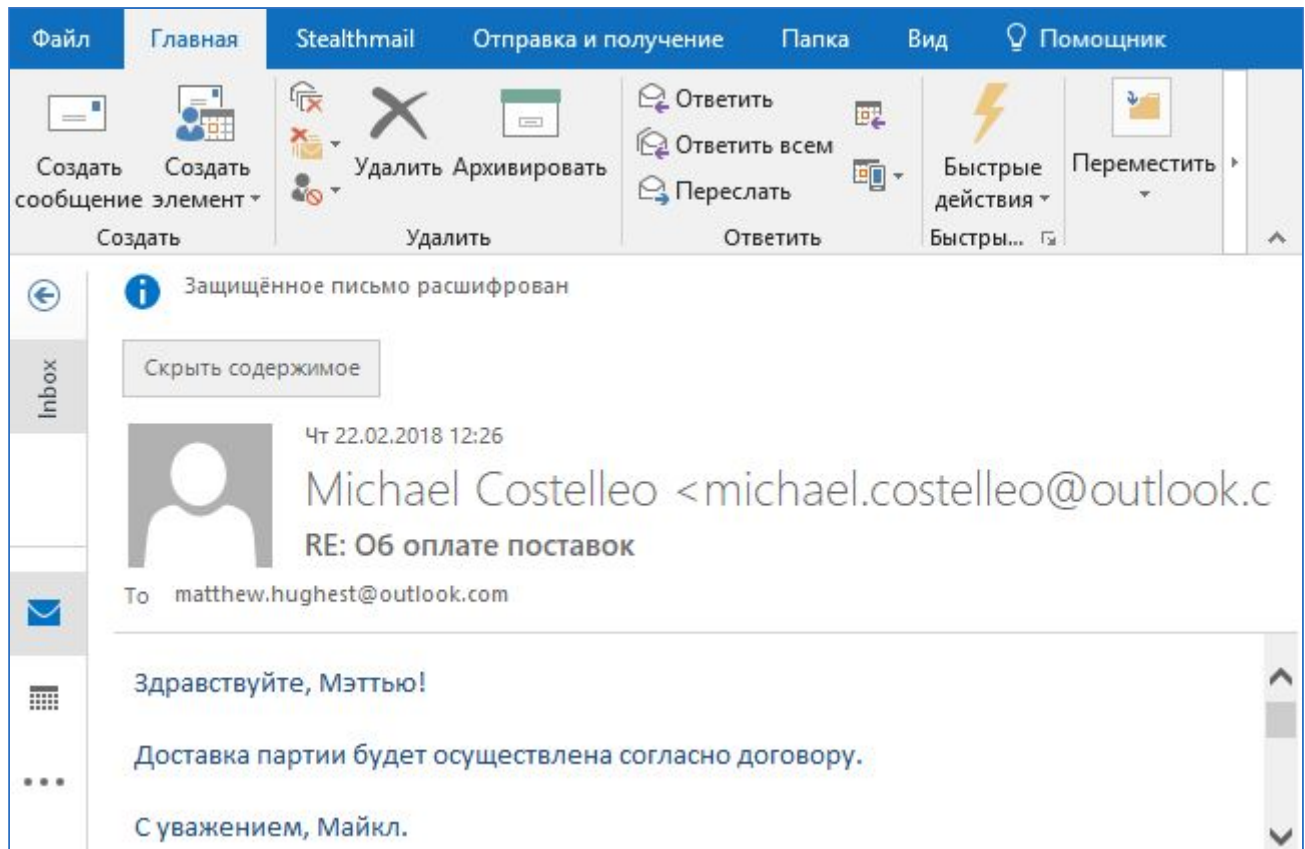 Файл Главная Stealthmail Отправка и получение Папка Вид Помощник
Создать сообщение
Создать элемент
Удалить Архивировать
Ответить
Ответить всем
Переслать
Быстрые действия
Переместить
Создать Удалить Ответить Быстры...
Защищённое письмо расшифрован
Скрыть содержимое
Inbox
Чт 22.02.2018 12:26
Michael Costelleo <michael.costelleo@outlook.c
RE: Об оплате поставок
To matthew.hughest@outlook.com
Здравствуйте, Мэттью!
Доставка партии будет осуществлена согласно договору.
С уважением, Майкл.